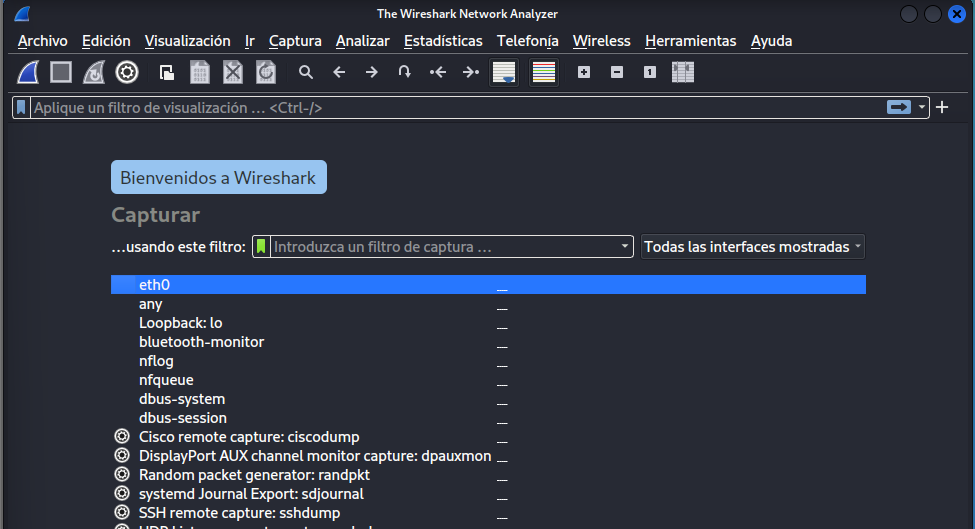 The Wireshark Network Analyzer
Archivo Edición Visualización Ir Captura Analizar Estadísticas Telefonía Wireless Herramientas Ayuda
Aplique un filtro de visualización … <Ctrl-/>
Bienvenidos a Wireshark
Capturar
…usando este filtro: Introduzca un filtro de captura … Todas las interfaces mostradas
eth0
any
Loopback: lo
bluetooth-monitor
nflog
nfqueue
dbus-system
dbus-session
Cisco remote capture: ciscodump
DisplayPort AUX channel monitor capture: dpauxmon
Random packet generator: randpkt
systemd Journal Export: sdjournal
SSH remote capture: sshdump